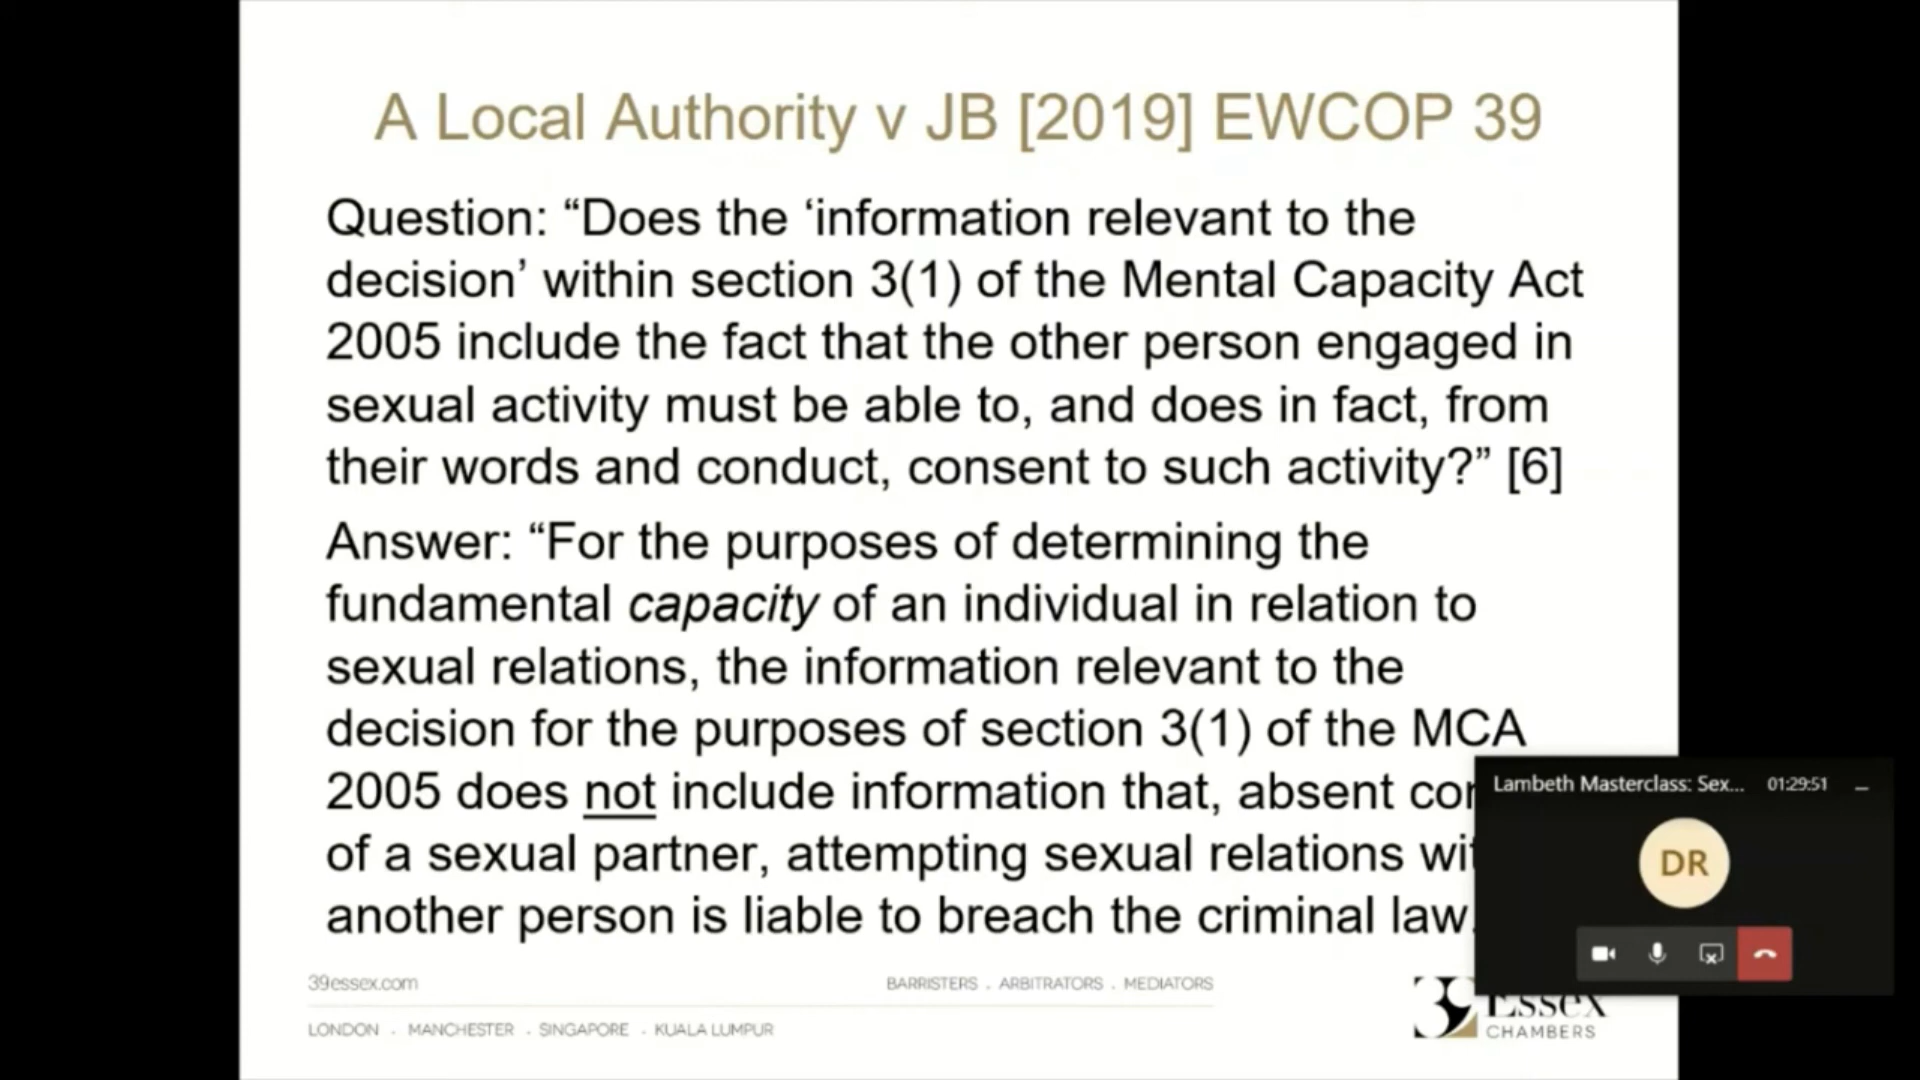 A Local Authority v JB [2019] EWCOP 39
Question: “Does the ‘information relevant to the
decision’ within section 3(1) of the Mental Capacity Act
2005 include the fact that the other person engaged in
sexual activity must be able to, and does in fact, from
their words and conduct, consent to such activity?” [6]
Answer: “For the purposes of determining the
fundamental capacity of an individual in relation to
sexual relations, the information relevant to the
decision for the purposes of section 3(1) of the MCA
2005 does not include information that, absent
of a sexual partner, attempting sexual relations
another person is liable to breach the criminal law.
Lambeth Masterclass: Sex... 01:29:51
DR
39essex.com
BARRISTERS . ARBITRATORS . MEDIATORS
LONDON . MANCHESTER . SINGAPORE . KUALA LUMPUR
39 Essex
CHAMBERS